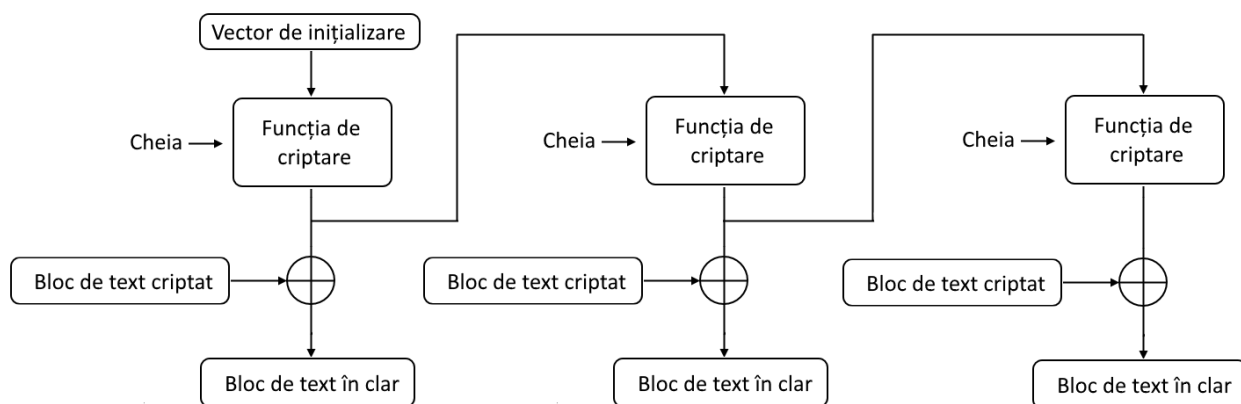 Vector de inițializare
Cheia
Funcția de
criptare
Cheia
Funcția de
criptare
Cheia
Funcția de
criptare
Bloc de text criptat
Bloc de text criptat
Bloc de text criptat
Bloc de text în clar
Bloc de text în clar
Bloc de text în clar